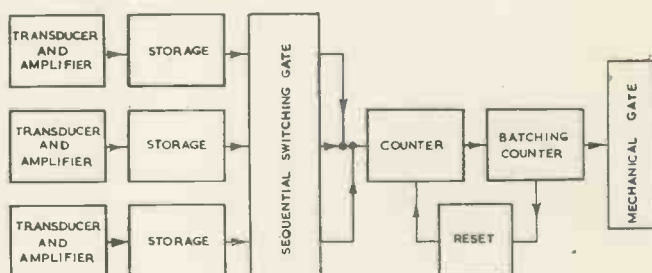 TRANSDUCER
AND
AMPLIFIER
STORAGE
TRANSDUCER
AND
AMPLIFIER
STORAGE
TRANSDUCER
AND
AMPLIFIER
STORAGE
SEQUENTIAL SWITCHING GATE
COUNTER
BATCHING
COUNTER
RESET
MECHANICAL GATE